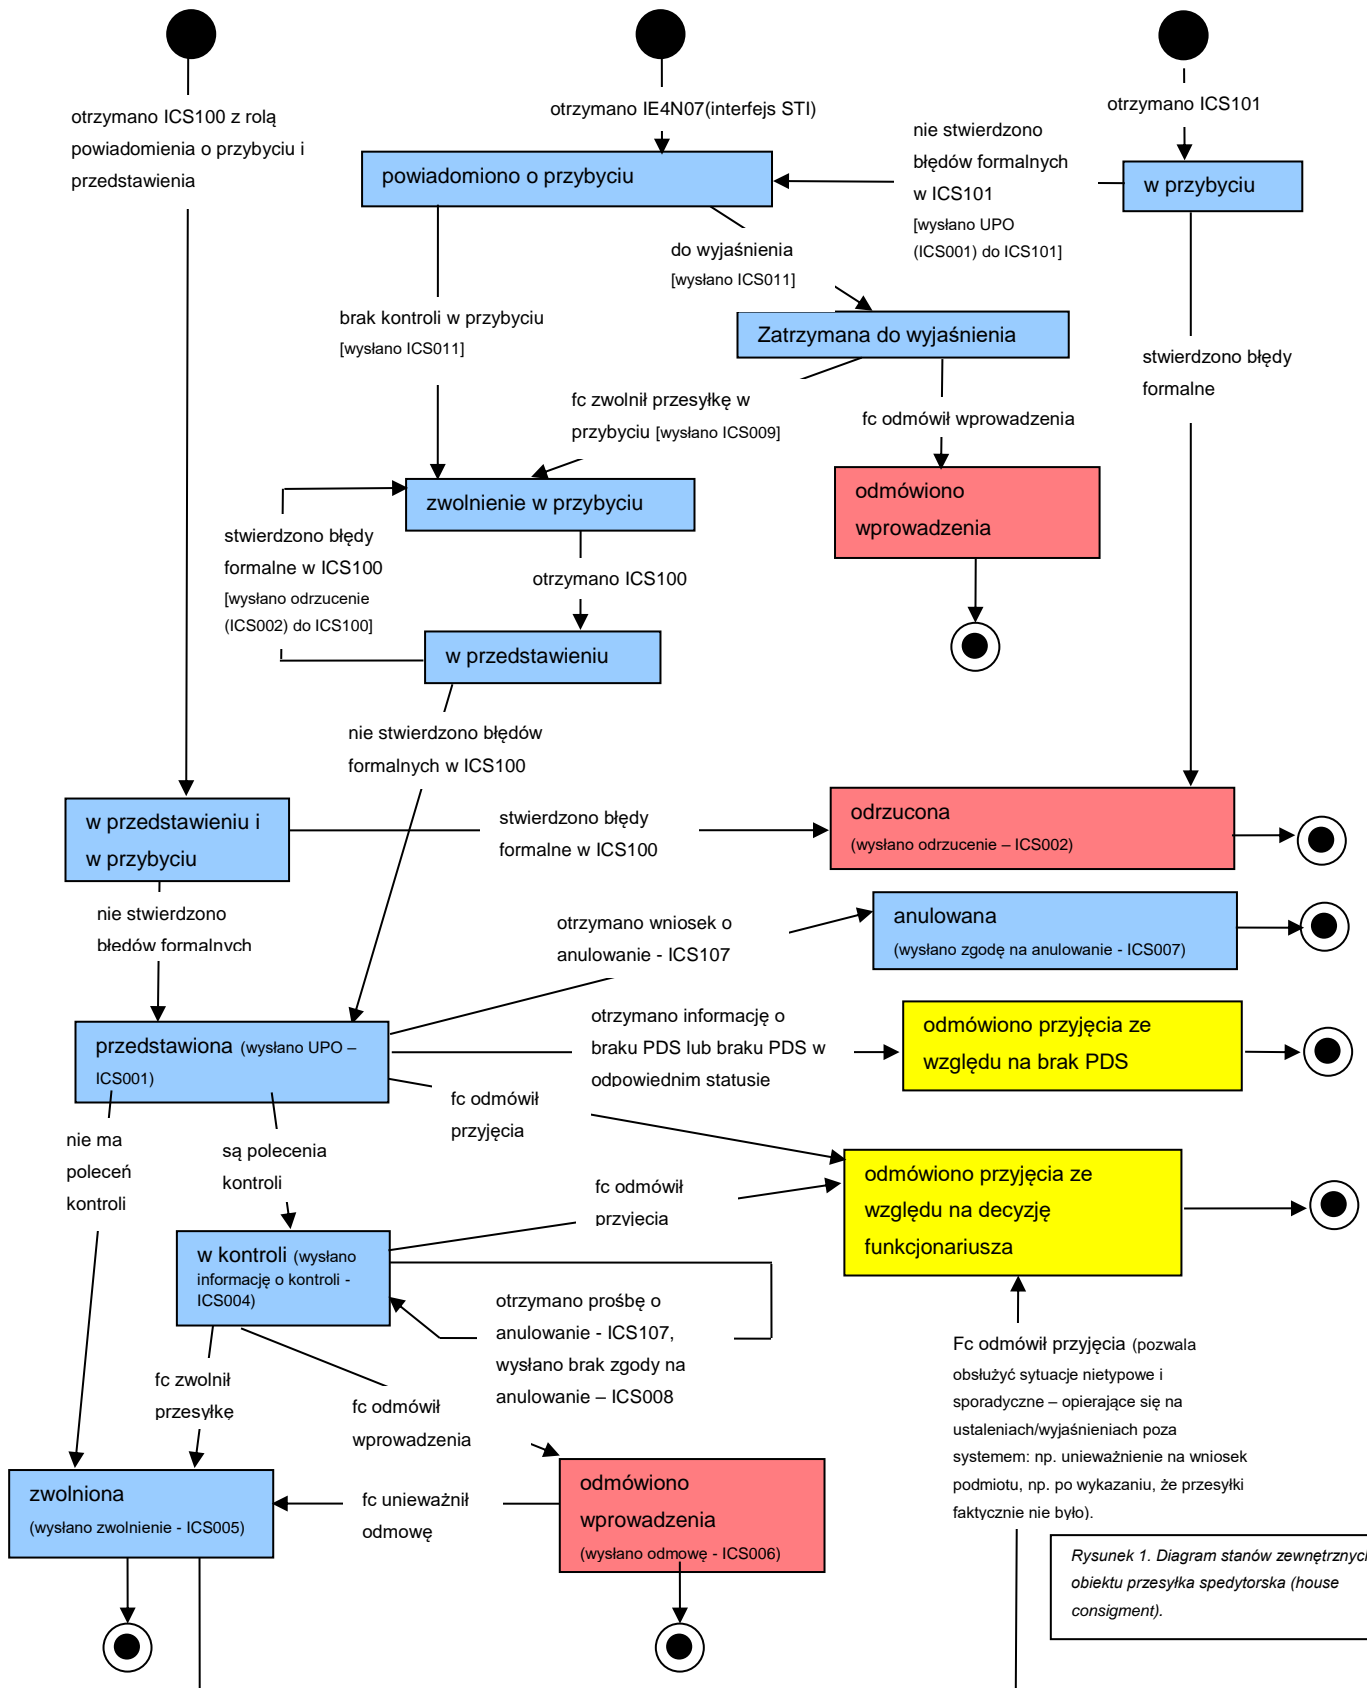 otrzymano ICS100 z rolą
powiadomienia o przybyciu i
przedstawienia
otrzymano IE4N07(interfejs STI)
otrzymano ICS101
nie stwierdzono
błędów formalnych
w ICS101
[wysłano UPO
(ICS001) do ICS101]
powiadomiono o przybyciu
w przybyciu
do wyjaśnienia
[wysłano ICS011]
brak kontroli w przybyciu
[wysłano ICS011]
Zatrzymana do wyjaśnienia
stwierdzono błędy
formalne
fc zwolnił przesyłkę w
przybyciu [wysłano ICS009]
fc odmówił wprowadzenia
zwolnienie w przybyciu
odmówiono
wprowadzenia
stwierdzono błędy
formalne w ICS100
[wysłano odrzucenie
(ICS002) do ICS100]
otrzymano ICS100
w przedstawieniu
nie stwierdzono błędów
formalnych w ICS100
w przedstawieniu i
w przybyciu
stwierdzono błędy
formalne w ICS100
odrzucona
(wysłano odrzucenie – ICS002)
nie stwierdzono
błędów formalnych
otrzymano wniosek o
anulowanie - ICS107
anulowana
(wysłano zgodę na anulowanie - ICS007)
przedstawiona (wysłano UPO –
ICS001)
otrzymano informację o
braku PDS lub braku PDS w
odpowiednim statusie
odmówiono przyjęcia ze
względu na brak PDS
fc odmówił
przyjęcia
nie ma
poleceń
kontroli
są polecenia
kontroli
fc odmówił
przyjęcia
odmówiono przyjęcia ze
względu na decyzję
funkcjonariusza
w kontroli (wysłano
informację o kontroli -
ICS004)
otrzymano prośbę o
anulowanie - ICS107,
wysłano brak zgody na
anulowanie – ICS008
Fc odmówił przyjęcia (pozwala
obsłużyć sytuacje nietypowe i
sporadyczne – opierające się na
ustaleniach/wyjaśnieniach poza
systemem: np. unieważnienie na wniosek
podmiotu, np. po wykazaniu, że przesyłki
faktycznie nie było).
fc zwolnił
przesyłkę
fc odmówił
wprowadzenia
zwolniona
(wysłano zwolnienie - ICS005)
fc unieważnił
odmowę
odmówiono
wprowadzenia
(wysłano odmowę - ICS006)
Rysunek 1. Diagram stanów zewnętrznych
obiektu przesyłka spedytorska (house
consigment).